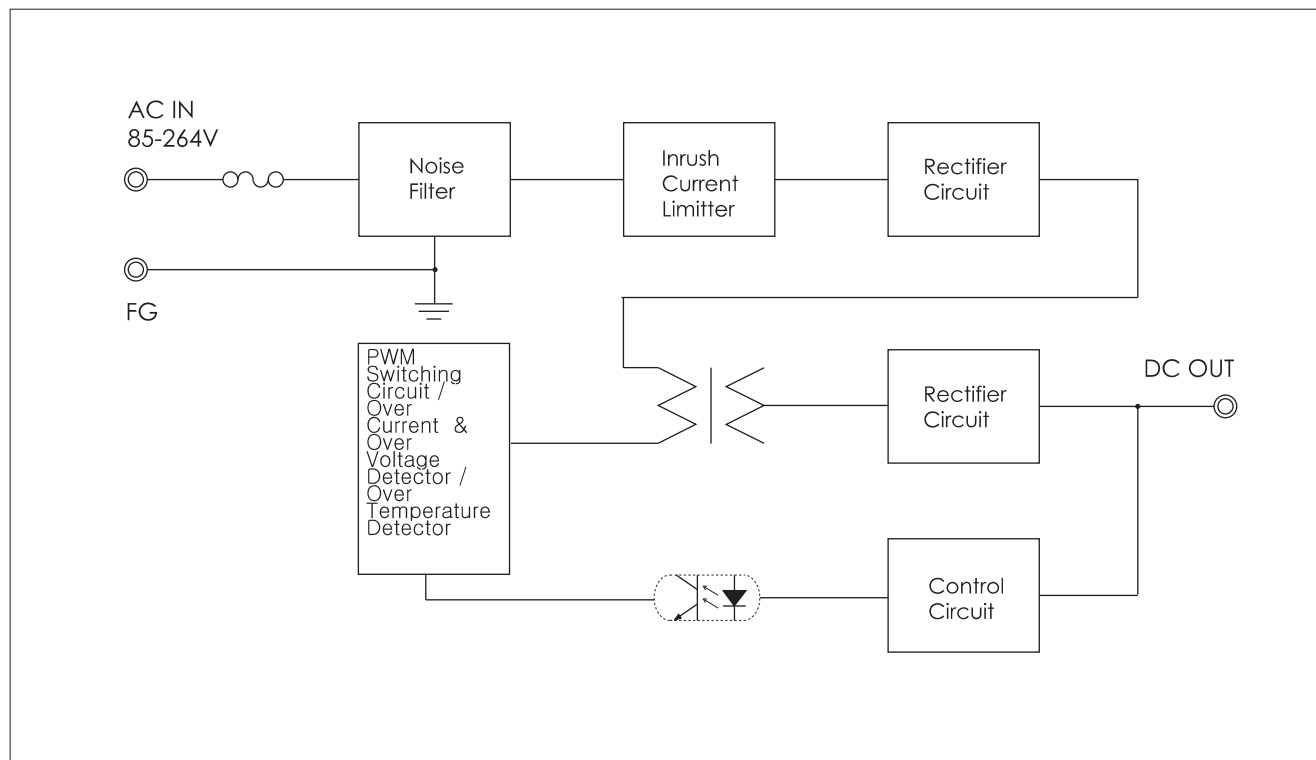 AC IN
85-264V
Noise
Filter
Inrush
Current
Limitter
Rectifier
Circuit
FG
PWM
Switching
Circuit /
Over
Current &
Over
Voltage
Detector /
Over
Temperature
Detector
Rectifier
Circuit
DC OUT
Control
Circuit